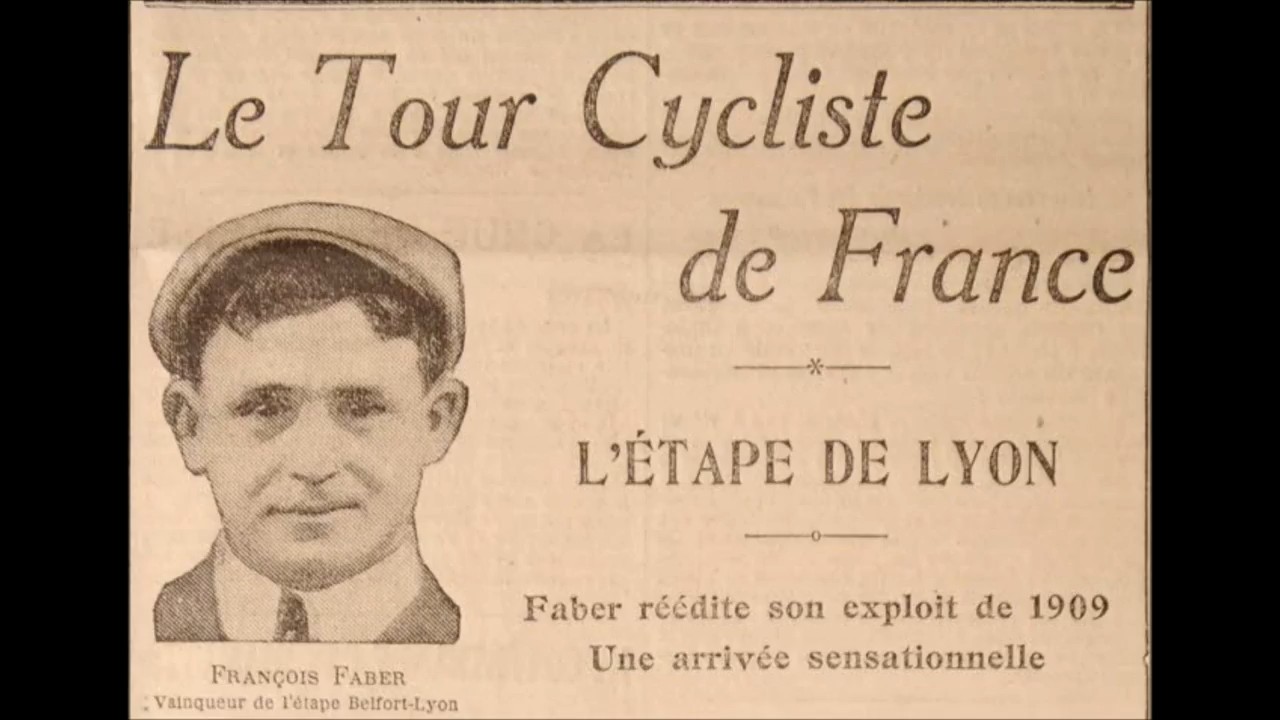 Le Tour Cycliste
de France
L'ÉTAPE DE LYON
Faber réédite son exploit de 1909
Une arrivée sensationnelle
FRANÇOIS FABER
Vainqueur de l'étape Belfort-Lyon